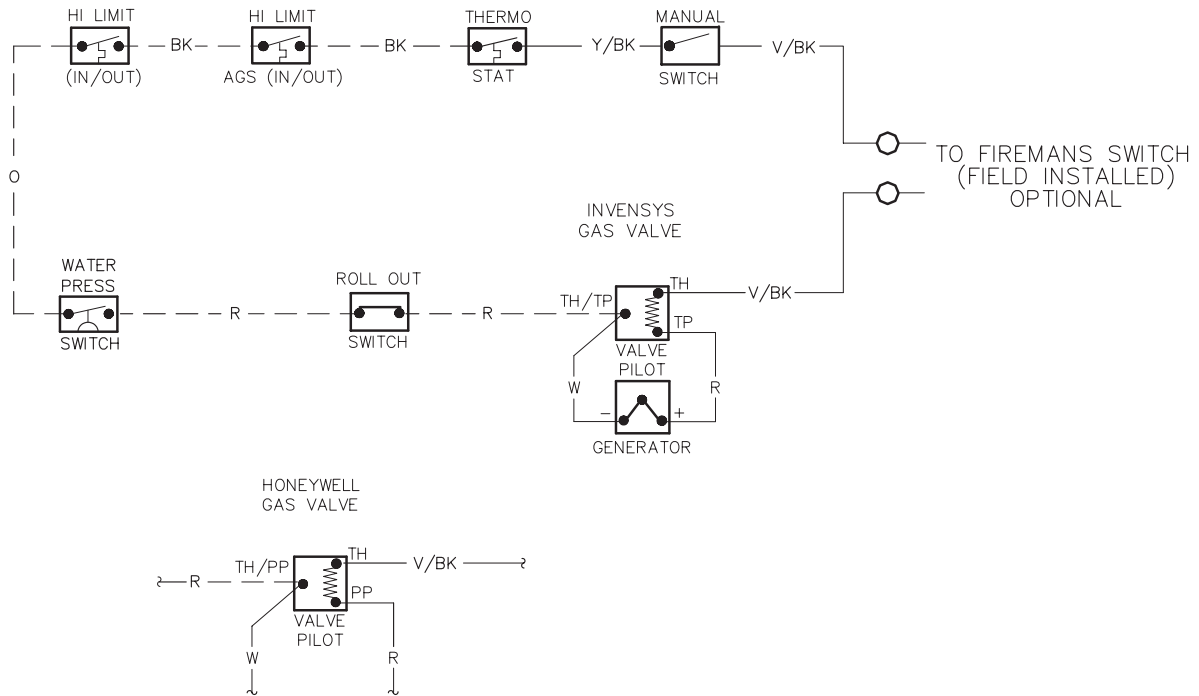 HI LIMIT
(IN/OUT)
BK
HI LIMIT
AGS (IN/OUT)
BK
THERMO
STAT
Y/BK
MANUAL
SWITCH
V/BK
TO FIREMANS SWITCH
(FIELD INSTALLED)
OPTIONAL
O
WATER
PRESS
SWITCH
R
ROLL OUT
SWITCH
R
INVENSYS
GAS VALVE
TH/TP
TH
V/BK
TP
VALVE
PILOT
W
R
- +
GENERATOR
HONEYWELL
GAS VALVE
R
TH/PP
TH
V/BK
PP
VALVE
PILOT
W
R